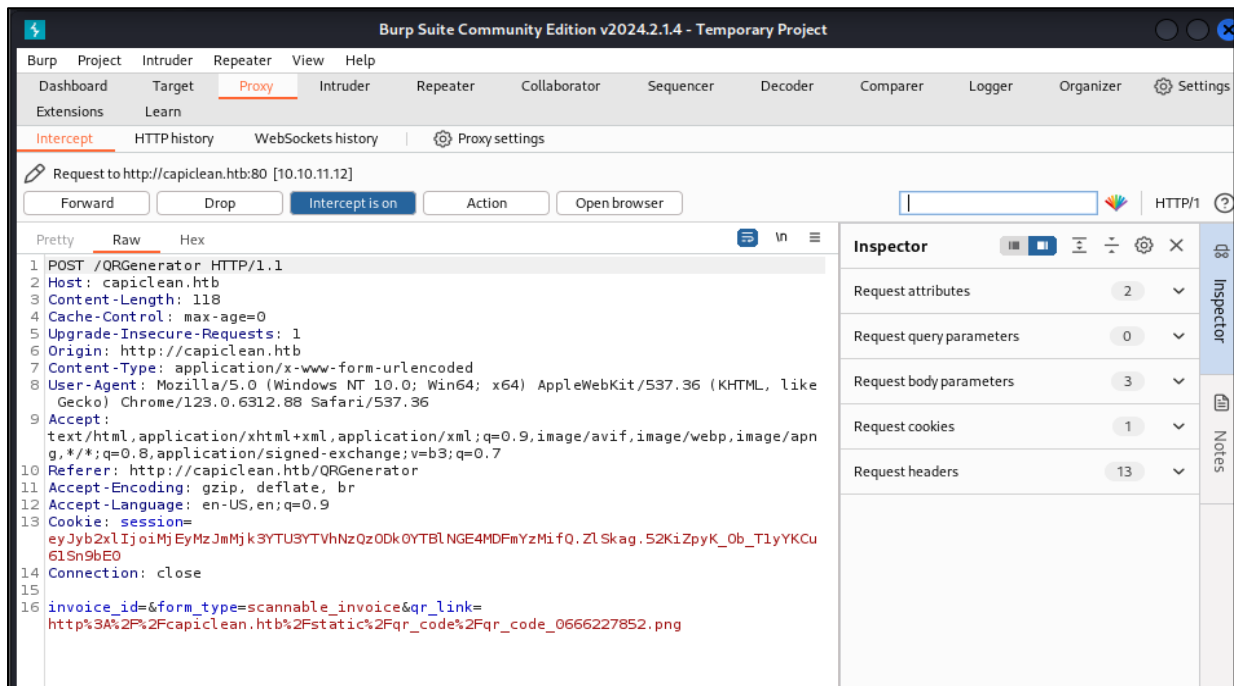 Burp Suite Community Edition v2024.2.1.4 - Temporary Project
Burp Project Intruder Repeater View Help
Dashboard Target Proxy Intruder Repeater Collaborator Sequencer Decoder Comparer Logger Organizer Settings
Extensions Learn
Intercept HTTP history WebSockets history Proxy settings
Request to http://capiclean.htb:80 [10.10.11.12]
Forward Drop Intercept is on Action Open browser HTTP/1
Pretty Raw Hex \n
Inspector
1 POST /QRGenerator HTTP/1.1
2 Host: capiclean.htb
3 Content-Length: 118
4 Cache-Control: max-age=0
5 Upgrade-Insecure-Requests: 1
6 Origin: http://capiclean.htb
7 Content-Type: application/x-www-form-urlencoded
8 User-Agent: Mozilla/5.0 (Windows NT 10.0; Win64; x64) AppleWebKit/537.36 (KHTML, like
Gecko) Chrome/123.0.6312.88 Safari/537.36
9 Accept:
text/html,application/xhtml+xml,application/xml;q=0.9,image/avif,image/webp,image/apn
g,*/*;q=0.8,application/signed-exchange;v=b3;q=0.7
10 Referer: http://capiclean.htb/QRGenerator
11 Accept-Encoding: gzip, deflate, br
12 Accept-Language: en-US,en;q=0.9
13 Cookie: session=
eyJyb2xlIjoiMjEyMzJmMjk3YTU3YTVhNzQzODk0YTBlNGE4MDFmYzMifQ.ZlSkag.52KiZpyK_Ob_T1yYKCu
61Sn9bE0
14 Connection: close
15
16 invoice_id=&form_type=scannable_invoice&qr_link=
http%3A%2F%2Fcapiclean.htb%2Fstatic%2Fqr_code%2Fqr_code_0666227852.png
Request attributes 2
Request query parameters 0
Request body parameters 3
Request cookies 1
Request headers 13
Inspector
Notes